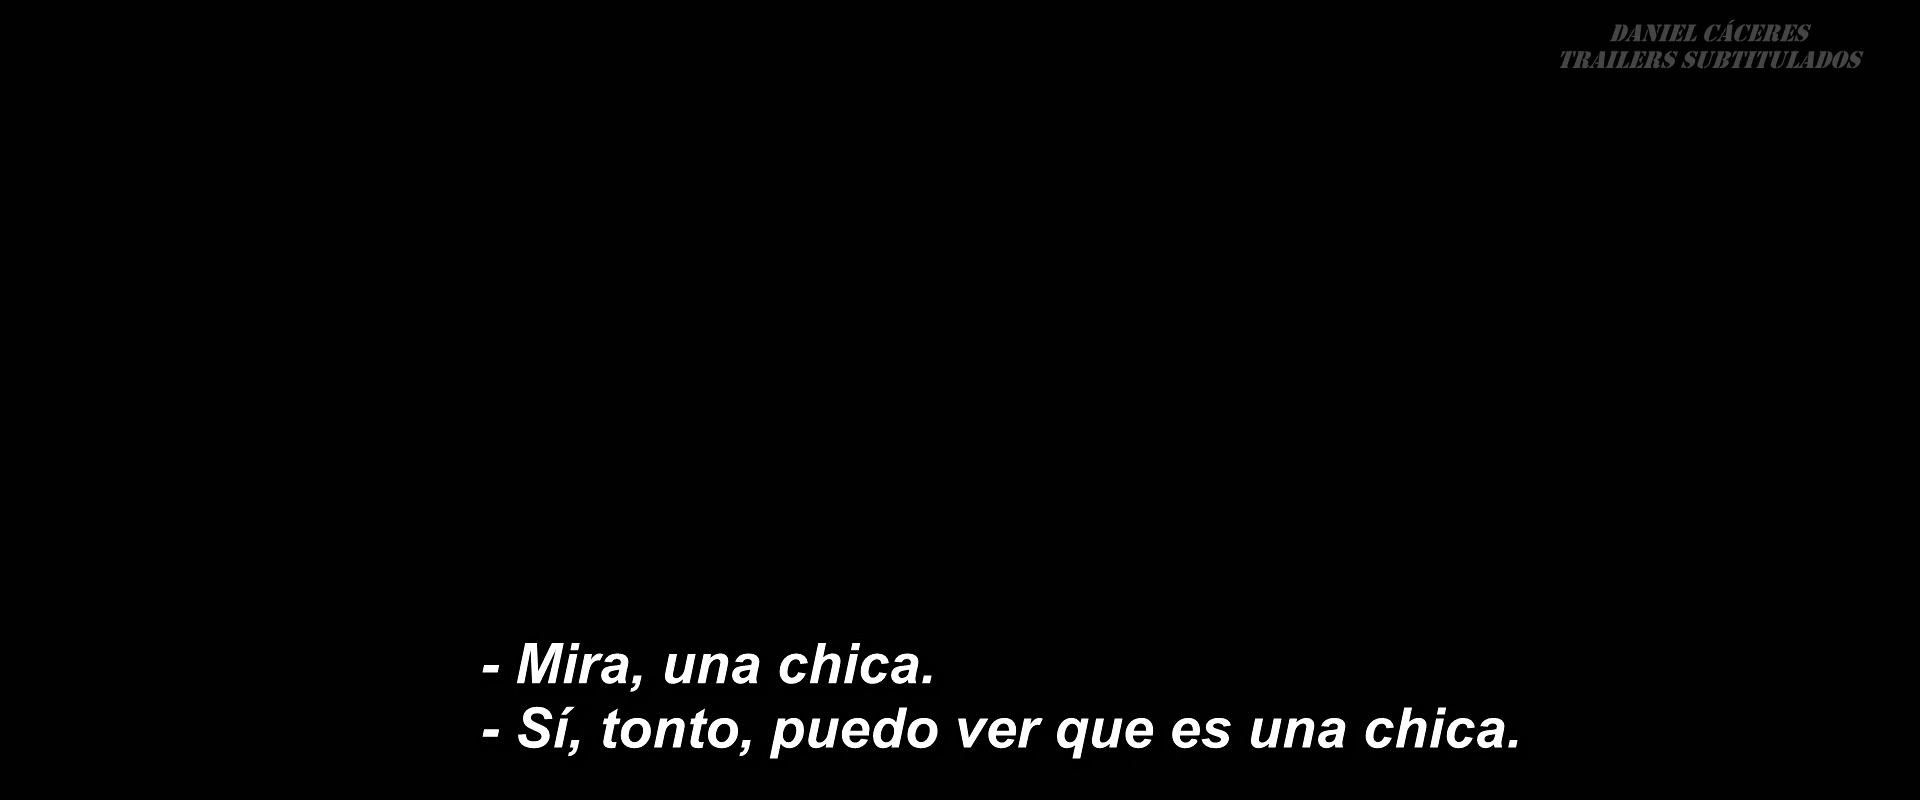 DANIEL CÁCERES
TRAILERS SUBTITULADOS
- Mira, una chica.
- Sí, tonto, puedo ver que es una chica.